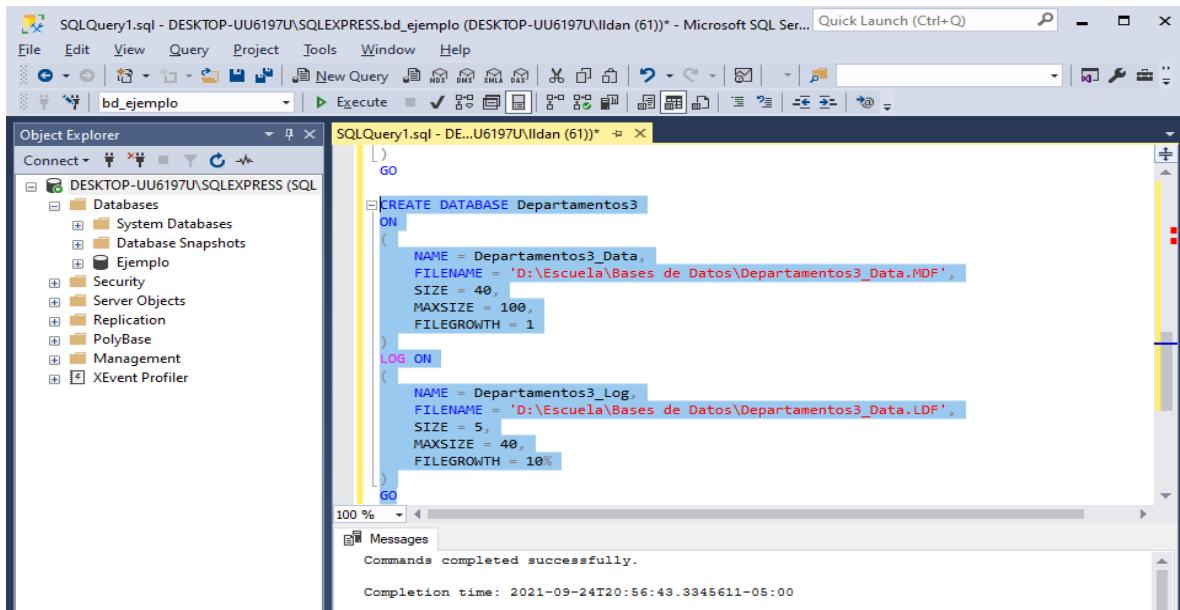 SQLQuery1.sql - DESKTOP-UU6197U\SQLEXPRESS.bd_ejemplo (DESKTOP-UU6197U\Ildan (61))* - Microsoft SQL Ser...
Quick Launch (Ctrl+Q)
File Edit View Query Project Tools Window Help
New Query
bd_ejemplo
Execute
Object Explorer
SQLQuery1.sql - DE...U6197U\Ildan (61))*
Connect
DESKTOP-UU6197U\SQLEXPRESS (SQL
Databases
System Databases
Database Snapshots
Ejemplo
Security
Server Objects
Replication
PolyBase
Management
XEvent Profiler
)
GO
CREATE DATABASE Departamentos3
ON
(
NAME = Departamentos3_Data,
FILENAME = 'D:\Escuela\Bases de Datos\Departamentos3_Data.MDF',
SIZE = 40,
MAXSIZE = 100,
FILEGROWTH = 1
)
LOG ON
(
NAME = Departamentos3_Log,
FILENAME = 'D:\Escuela\Bases de Datos\Departamentos3_Data.LDF',
SIZE = 5,
MAXSIZE = 40,
FILEGROWTH = 10%
)
GO
100 %
Messages
Commands completed successfully.
Completion time: 2021-09-24T20:56:43.3345611-05:00